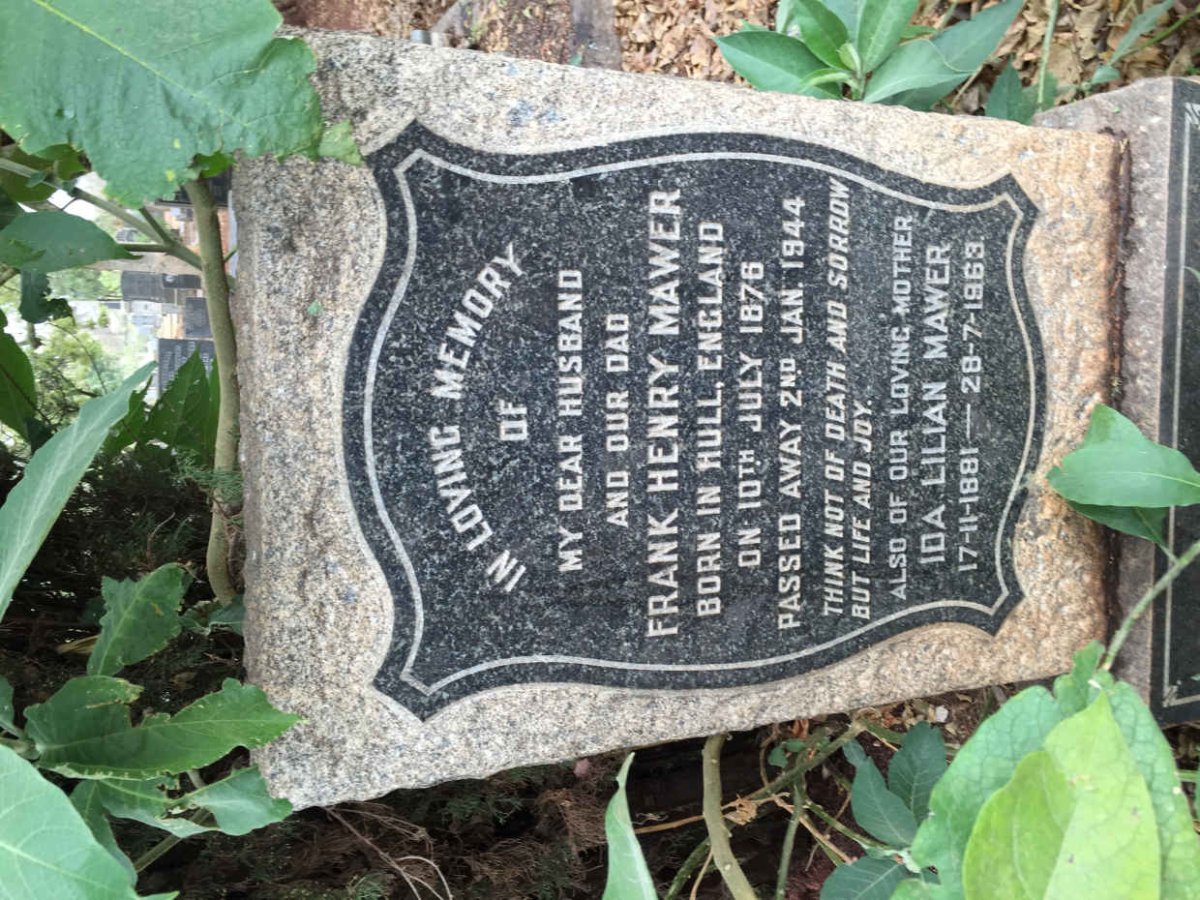 IN LOVING MEMORY
OF
MY DEAR HUSBAND
AND OUR DAD
FRANK HENRY MAWER
BORN IN HULL, ENGLAND
ON 10TH JULY 1876
PASSED AWAY 2ND JAN. 1944
THINK NOT OF DEATH AND SORROW
BUT LIFE AND JOY.
ALSO OF OUR LOVING MOTHER
IDA LILIAN MAWER
17-11-1881 — 28-7-1963.